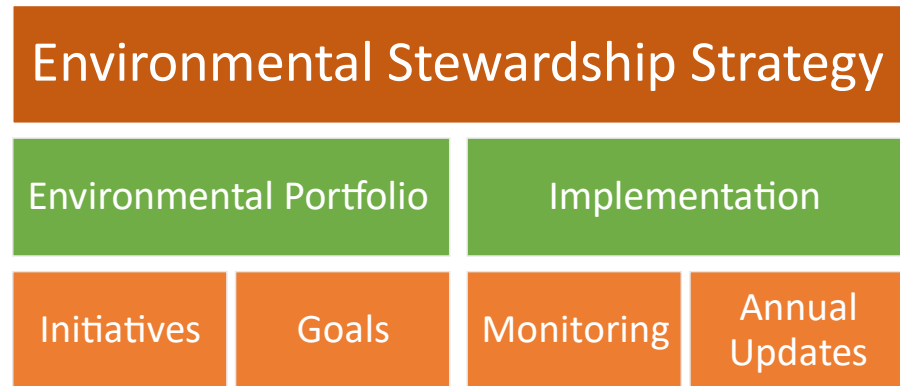 Environmental Stewardship Strategy
Environmental Portfolio
Implementation
Initiatives
Goals
Monitoring
Annual
Updates